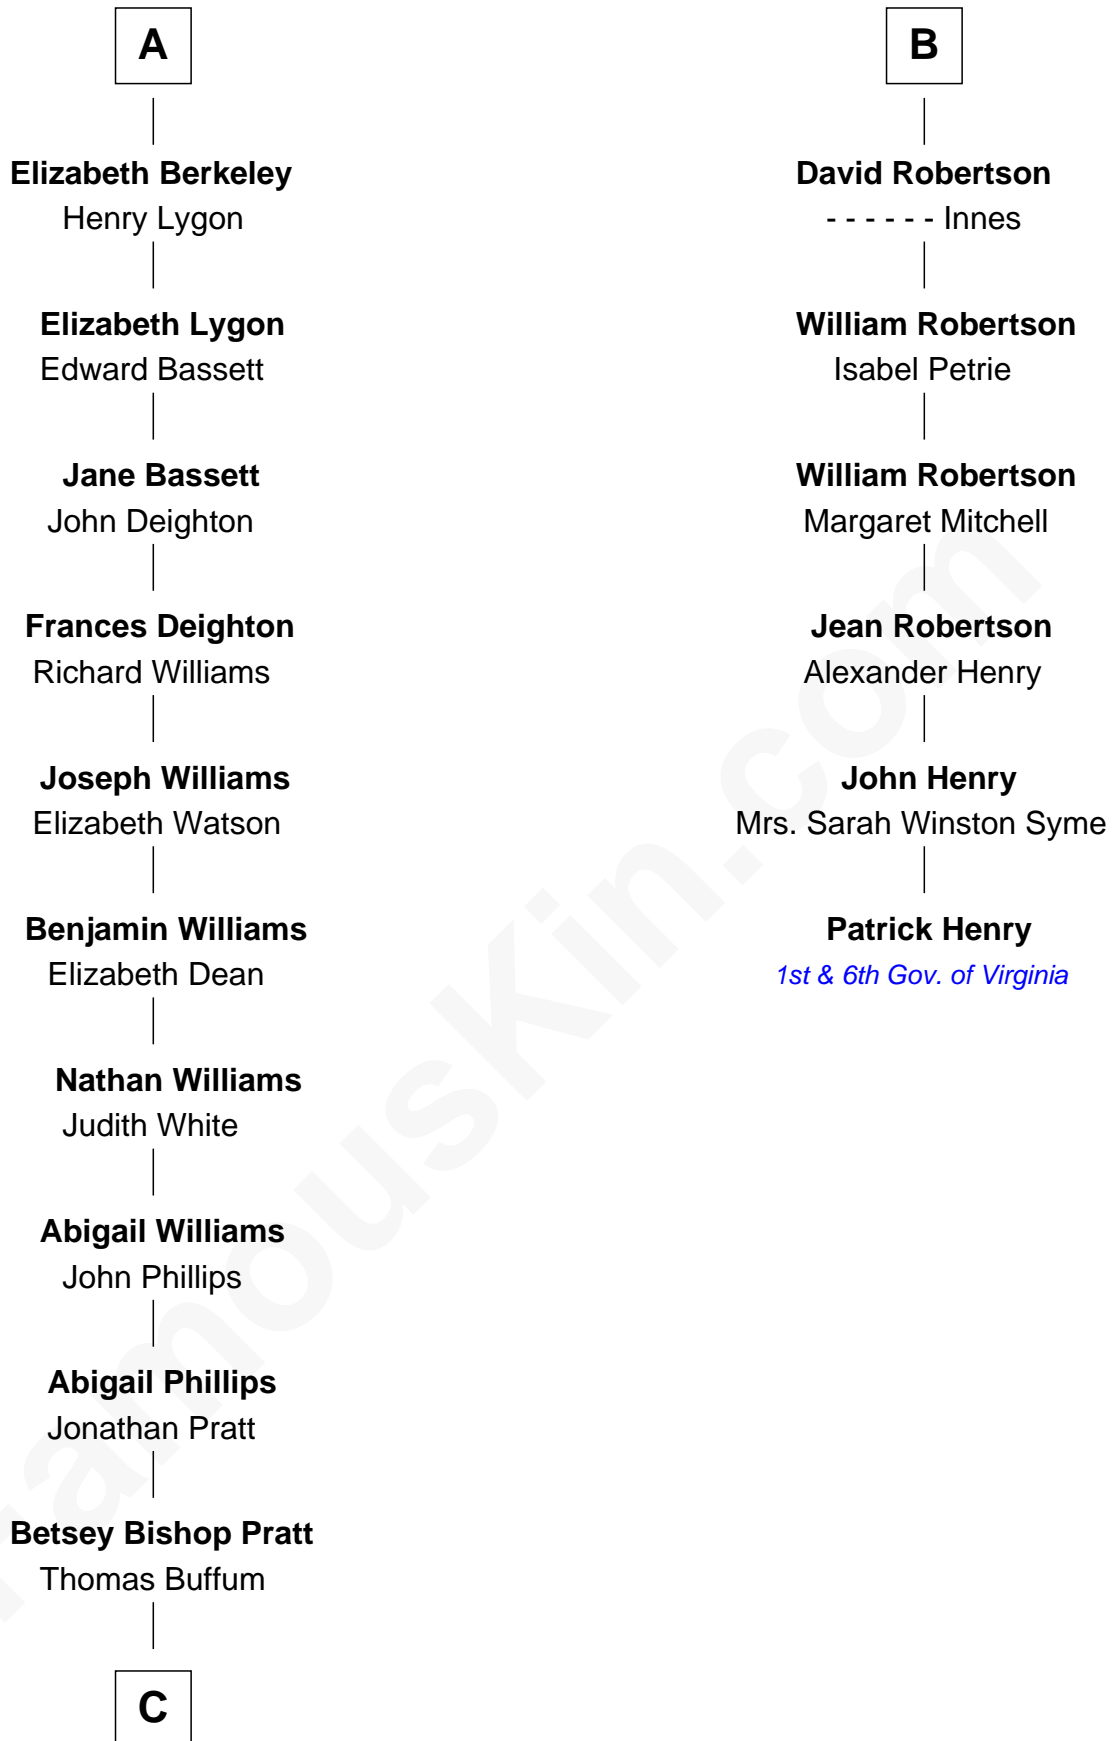 A
Elizabeth Berkeley
Henry Lygon
Elizabeth Lygon
Edward Bassett
Jane Bassett
John Deighton
Frances Deighton
Richard Williams
Joseph Williams
Elizabeth Watson
Benjamin Williams
Elizabeth Dean
Nathan Williams
Judith White
Abigail Williams
John Phillips
Abigail Phillips
Jonathan Pratt
Betsey Bishop Pratt
Thomas Buffum
C
B
David Robertson
- - - - - - Innes
William Robertson
Isabel Petrie
William Robertson
Margaret Mitchell
Jean Robertson
Alexander Henry
John Henry
Mrs. Sarah Winston Syme
Patrick Henry
1st & 6th Gov. of Virginia
FamousKin.com